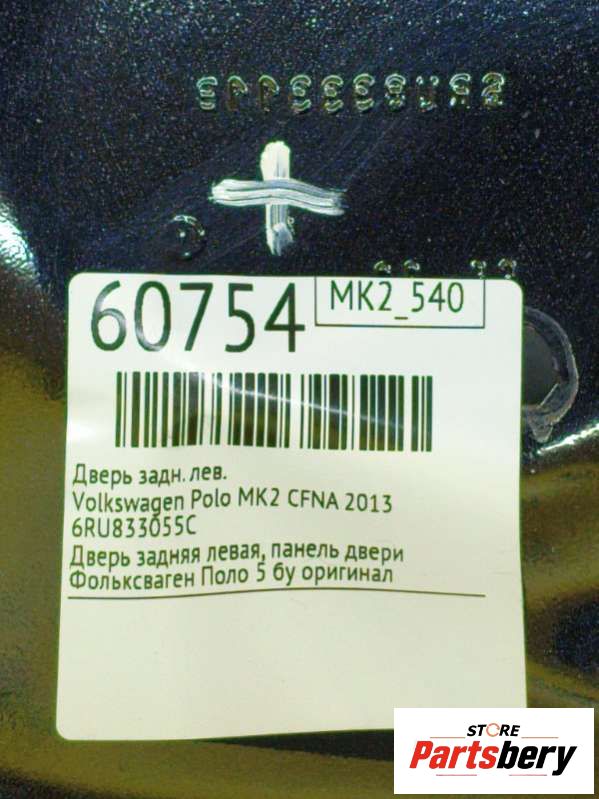 60754
MK2_540
Дверь задн. лев.
Volkswagen Polo MK2 CFNA 2013
6RU833055C
Дверь задняя левая, панель двери
Фольксваген Поло 5 бу оригинал
STORE
Partsbery